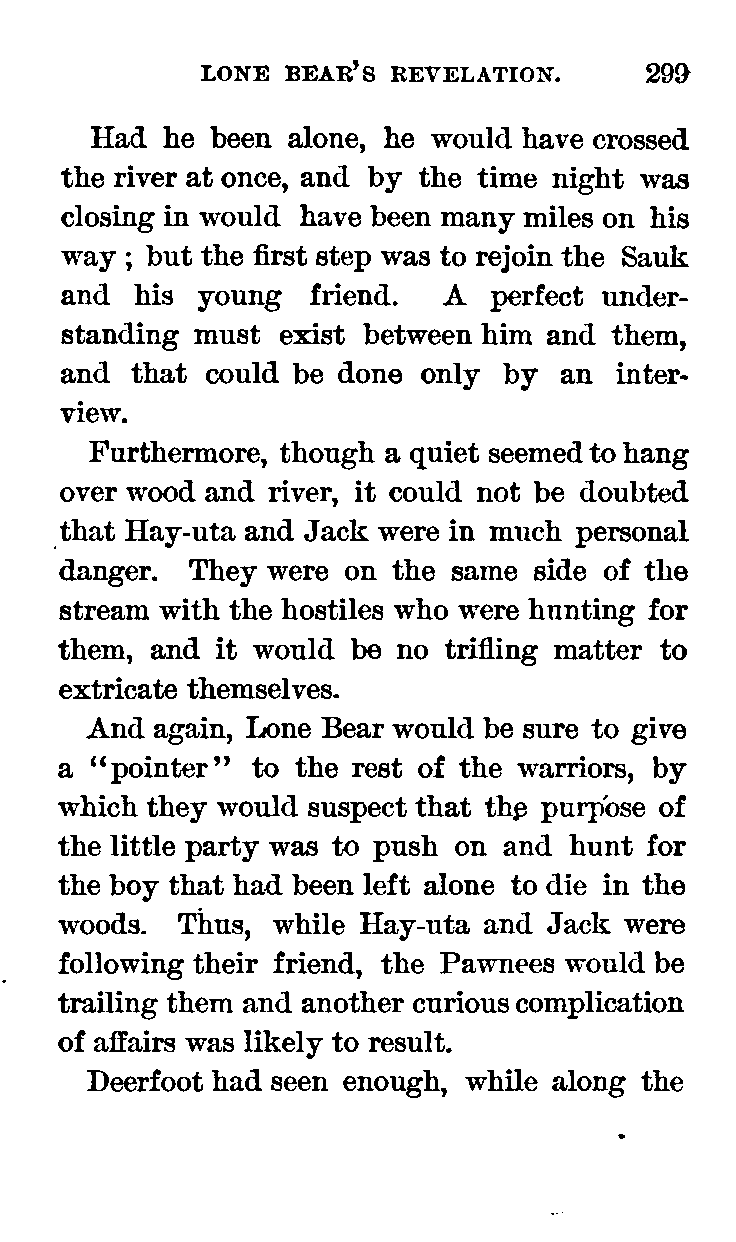 LONE BEAR'S REVELATION. 299
Had he been alone, he would have crossed
the river at once, and by the time night was
closing in would have been many miles on his
way ; but the first step was to rejoin the Sauk
and his young friend. A perfect under-
standing must exist between him and them,
and that could be done only by an inter-
view.
Furthermore, though a quiet seemed to hang
over wood and river, it could not be doubted
that Hay-uta and Jack were in much personal
danger. They were on the same side of the
stream with the hostiles who were hunting for
them, and it would be no trifling matter to
extricate themselves.
And again, Lone Bear would be sure to give
a "pointer" to the rest of the warriors, by
which they would suspect that the purpose of
the little party was to push on and hunt for
the boy that had been left alone to die in the
woods. Thus, while Hay-uta and Jack were
following their friend, the Pawnees would be
trailing them and another curious complication
of affairs was likely to result.
Deerfoot had seen enough, while along the